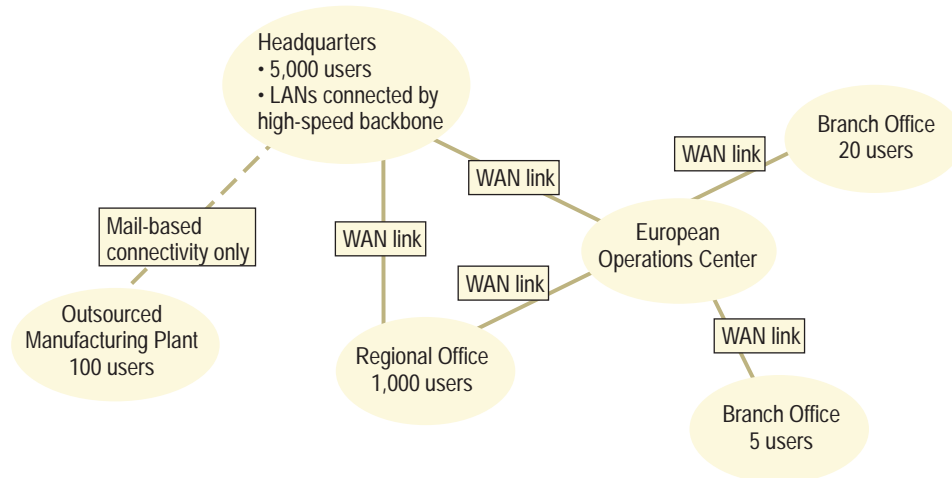 Headquarters
• 5,000 users
• LANs connected by
high-speed backbone
Branch Office
20 users
WAN link
WAN link
Mail-based
connectivity only
WAN link
European
Operations Center
WAN link
Outsourced
Manufacturing Plant
100 users
Regional Office
1,000 users
WAN link
Branch Office
5 users